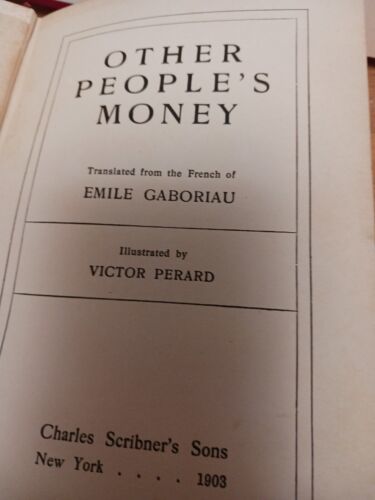 OTHER
PEOPLE'S
MONEY
Translated from the French of
EMILE GABORIAU
Illustrated by
VICTOR PERARD
Charles Scribner's Sons
New York . . . . 1903